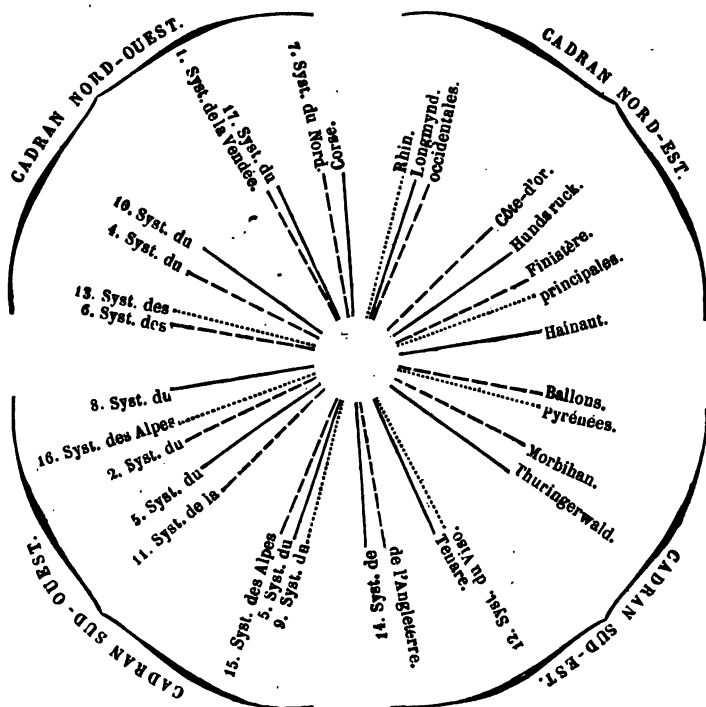 CADRAN NORD-OUEST.
CADRAN NORD-EST.
1. Syst. de la Vendée.
17. Syst. du
7. Syst. du Nord
Corse.
Rhin.
Longmynd.
occidentales.
Côte-d'or.
Hundsruck.
Finistère.
principales.
Hainaut.
10. Syst. du
4. Syst. du
13. Syst. des
6. Syst. des
8. Syst. du
16. Syst. des Alpes
2. Syst. du
5. Syst. du
11. Syst. de la
15. Syst. des Alpes
5. Syst. du
9. Syst. du
14. Syst. de
de l'Angleterre.
Ténare.
12. Syst. du Viso.
Ballons.
Pyrénées.
Morbihan.
Thuringerwald.
CADRAN SUD-OUEST.
CADRAN SUD-EST.